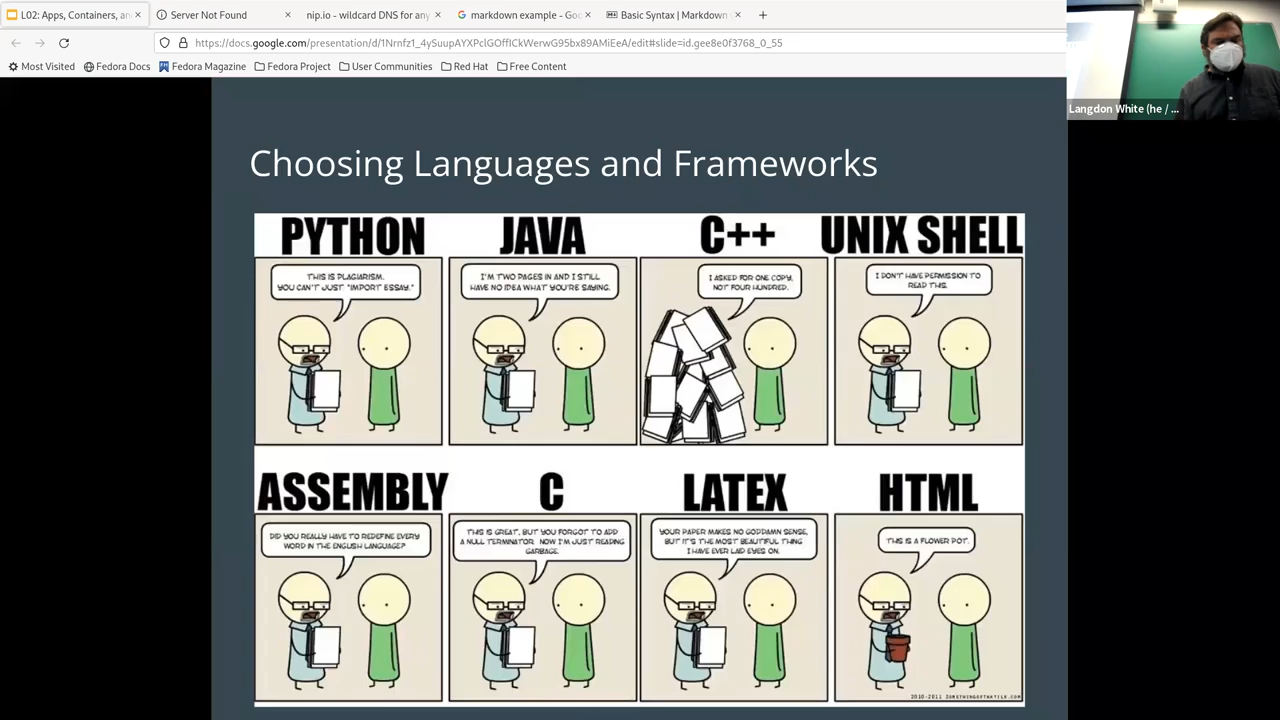 L02: Apps, Containers, an
Server Not Found
nip.io - wildcard DNS for any
markdown example - Goo
Basic Syntax | Markdown
https://docs.google.com/presentation/d/1Nrnfz1_4ySuupAYXPclGOffICkWerwG95bx89AMiEeA/edit#slide=id.gee8e0f3768_0_55
Most Visited
Fedora Docs
Fedora Magazine
Fedora Project
User Communities
Red Hat
Free Content
Langdon White (he / ...
Choosing Languages and Frameworks
PYTHON
THIS IS PLAGIARISM.
YOU CAN'T JUST "IMPORT ESSAY."
JAVA
I'M TWO PAGES IN AND I STILL
HAVE NO IDEA WHAT YOU'RE SAYING.
C++
I ASKED FOR ONE COPY,
NOT FOUR HUNDRED.
UNIX SHELL
I DON'T HAVE PERMISSION TO
READ THIS.
ASSEMBLY
DID YOU REALLY HAVE TO REDEFINE EVERY
WORD IN THE ENGLISH LANGUAGE?
C
THIS IS GREAT, BUT YOU FORGOT TO ADD
A NULL TERMINATOR. NOW I'M JUST READING
GARBAGE.
LATEX
YOUR PAPER MAKES NO GODDAMN SENSE,
BUT IT'S THE MOST BEAUTIFUL THING
I HAVE EVER LAID EYES ON.
HTML
THIS IS A FLOWER POT.
2010-2011 SOMETHINGOFTHATILK.COM